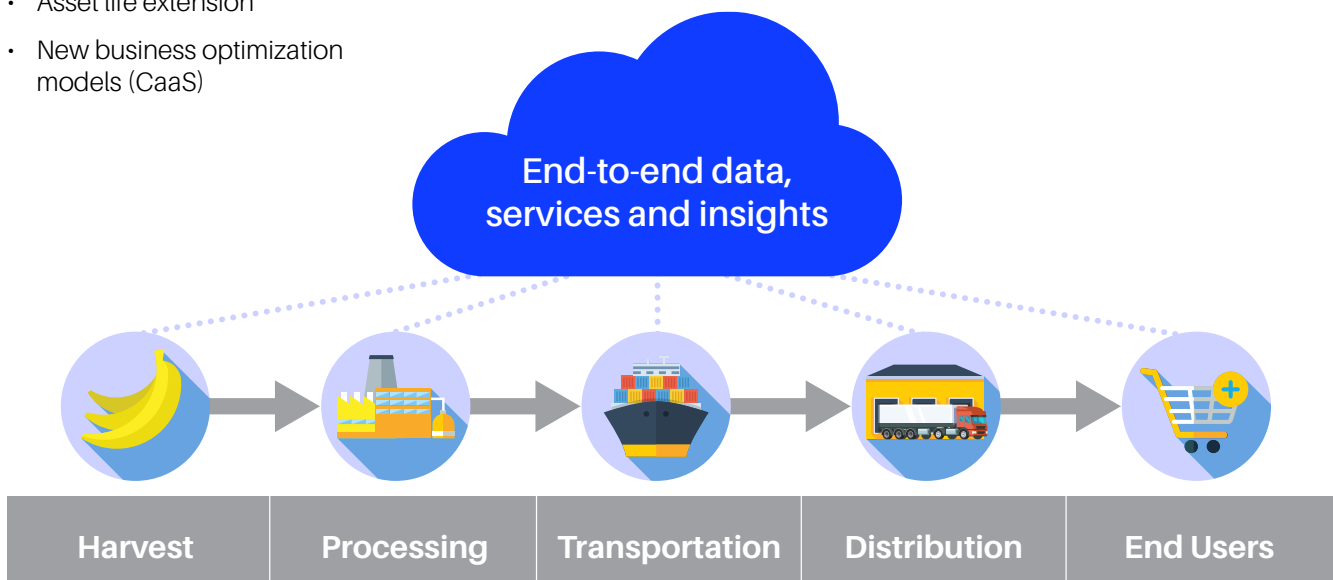 • Asset life extension
• New business optimization
models (CaaS)
End-to-end data,
services and insights
Harvest
Processing
Transportation
Distribution
End Users